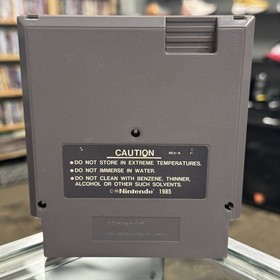 CAUTION REV-A
• DO NOT STORE IN EXTREME TEMPERATURES.
• DO NOT IMMERSE IN WATER.
• DO NOT CLEAN WITH BENZENE, THINNER,
ALCOHOL OR OTHER SUCH SOLVENTS.
Nintendo 1985